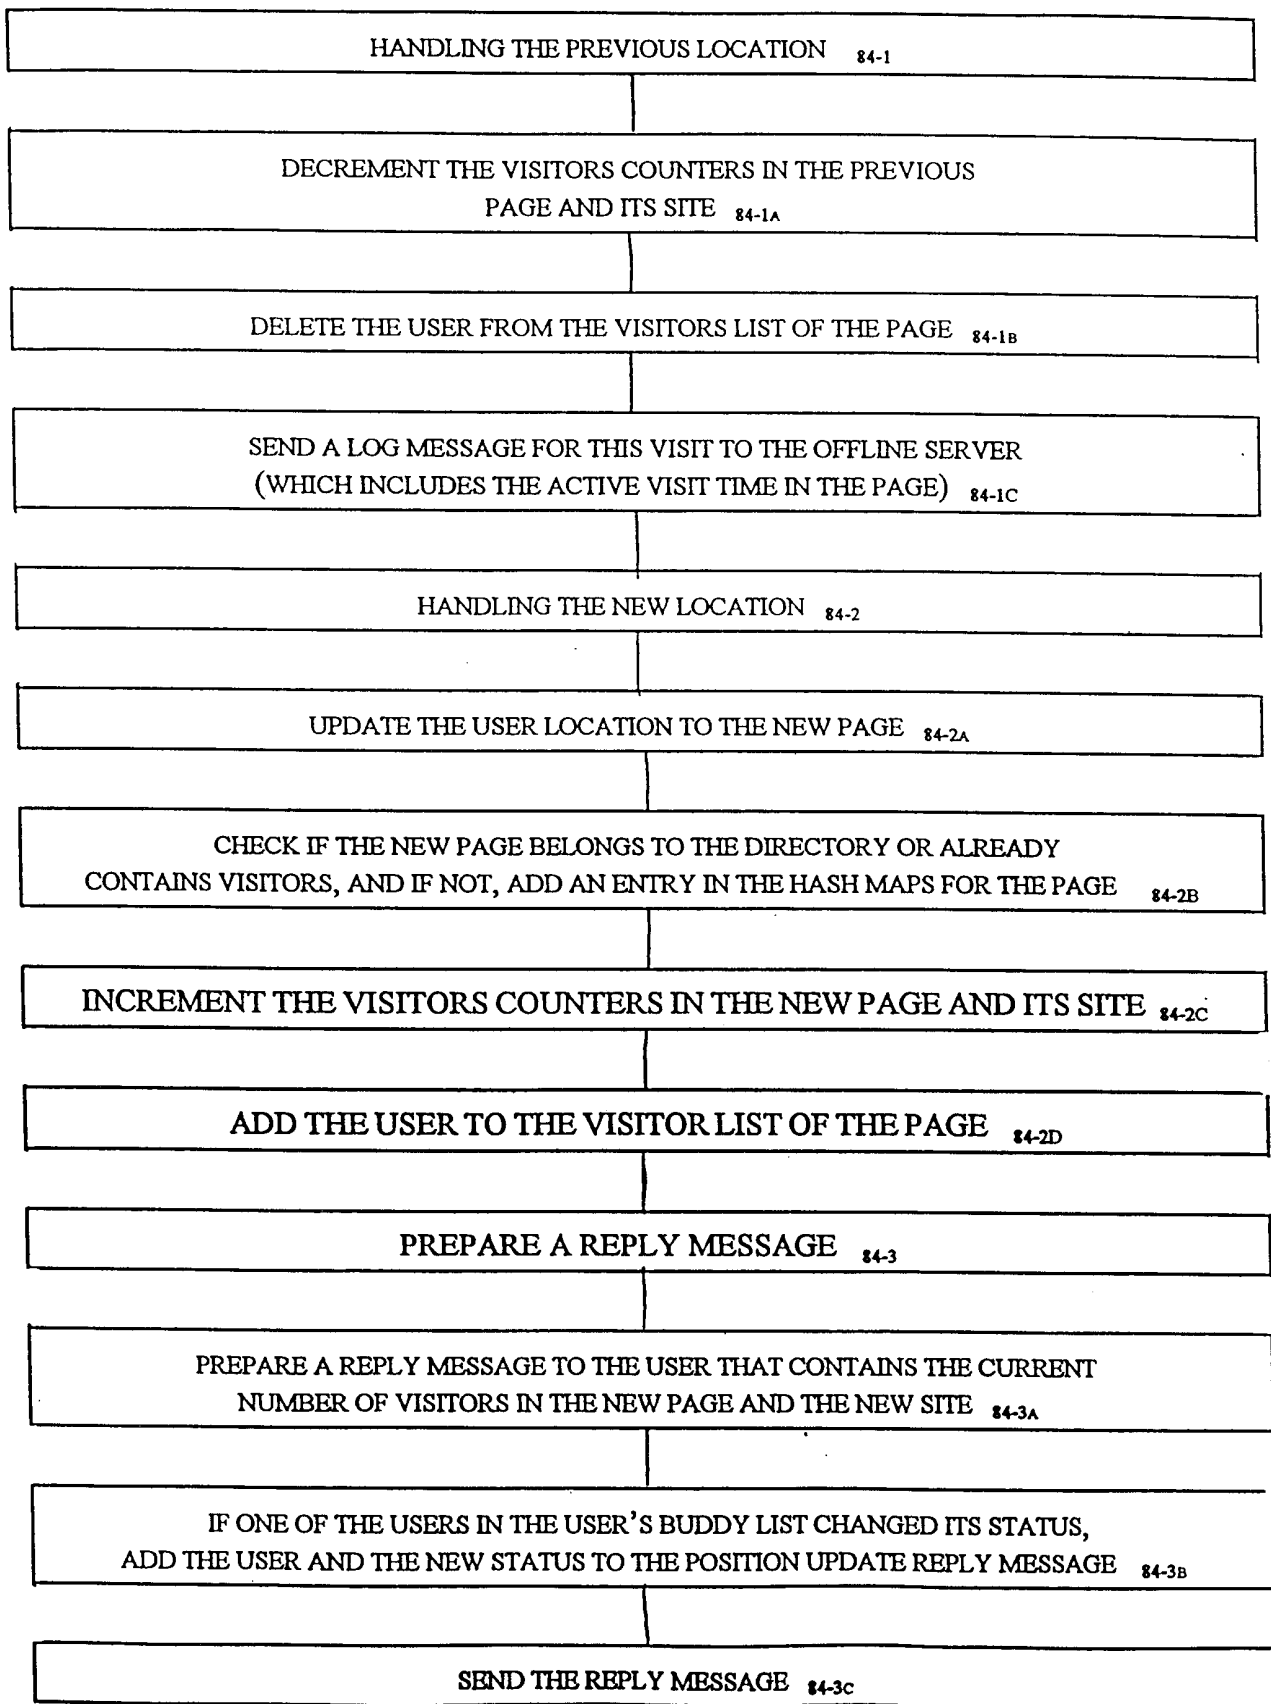 HANDLING THE PREVIOUS LOCATION 84-1
DECREMENT THE VISITORS COUNTERS IN THE PREVIOUS
PAGE AND ITS SITE 84-1A
DELETE THE USER FROM THE VISITORS LIST OF THE PAGE 84-1B
SEND A LOG MESSAGE FOR THIS VISIT TO THE OFFLINE SERVER
(WHICH INCLUDES THE ACTIVE VISIT TIME IN THE PAGE) 84-1C
HANDLING THE NEW LOCATION 84-2
UPDATE THE USER LOCATION TO THE NEW PAGE 84-2A
CHECK IF THE NEW PAGE BELONGS TO THE DIRECTORY OR ALREADY
CONTAINS VISITORS, AND IF NOT, ADD AN ENTRY IN THE HASH MAPS FOR THE PAGE 84-2B
INCREMENT THE VISITORS COUNTERS IN THE NEW PAGE AND ITS SITE 84-2C
ADD THE USER TO THE VISITOR LIST OF THE PAGE 84-2D
PREPARE A REPLY MESSAGE 84-3
PREPARE A REPLY MESSAGE TO THE USER THAT CONTAINS THE CURRENT
NUMBER OF VISITORS IN THE NEW PAGE AND THE NEW SITE 84-3A
IF ONE OF THE USERS IN THE USER'S BUDDY LIST CHANGED ITS STATUS,
ADD THE USER AND THE NEW STATUS TO THE POSITION UPDATE REPLY MESSAGE 84-3B
SEND THE REPLY MESSAGE 84-3C